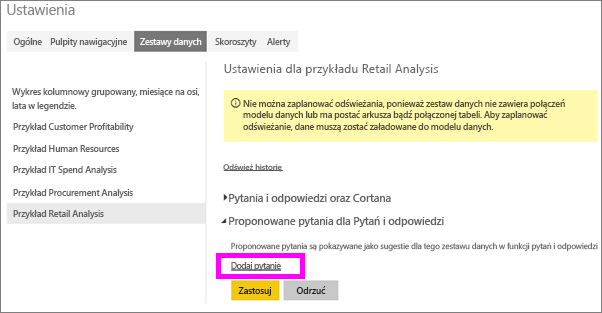 Ustawienia
Ogólne Pulpity nawigacyjne Zestawy danych Skoroszyty Alerty
Wykres kolumnowy grupowany, miesiące na osi,
lata w legendzie.
Przykład Customer Profitability
Przykład Human Resources
Przykład IT Spend Analysis
Przykład Procurement Analysis
Przykład Retail Analysis
Ustawienia dla przykładu Retail Analysis
Nie można zaplanować odświeżania, ponieważ zestaw danych nie zawiera połączeń
modelu danych lub ma postać arkusza bądź połączonej tabeli. Aby zaplanować
odświeżanie, dane muszą zostać załadowane do modelu danych.
Odśwież historię
Pytania i odpowiedzi oraz Cortana
Proponowane pytania dla Pytań i odpowiedzi
Proponowane pytania są pokazywane jako sugestie dla tego zestawu danych w funkcji pytań i odpowiedzi
Dodaj pytanie
Zastosuj Odrzuć